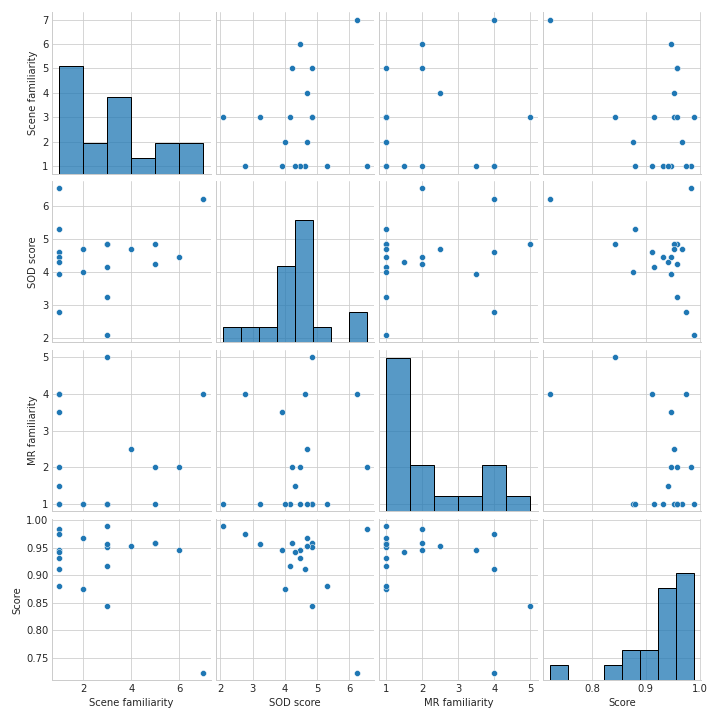 7
6
5
4
3
2
1
Scene familiarity
6
5
4
3
2
SOD score
5
4
3
2
1
MR familiarity
1.00
0.95
0.90
0.85
0.80
0.75
Score
2 4 6
2 3 4 5 6
1 2 3 4 5
0.8 0.9 1.0
Scene familiarity SOD score MR familiarity Score